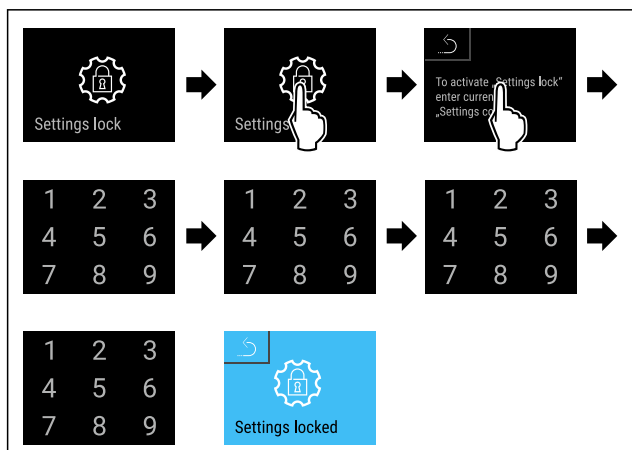 Settings lock
Settings
To activate „Settings lock“
enter curren
„Settings co
1 2 3
4 5 6
7 8 9
1 2 3
4 5 6
7 8 9
1 2 3
4 5 6
7 8 9
1 2 3
4 5 6
7 8 9
Settings locked